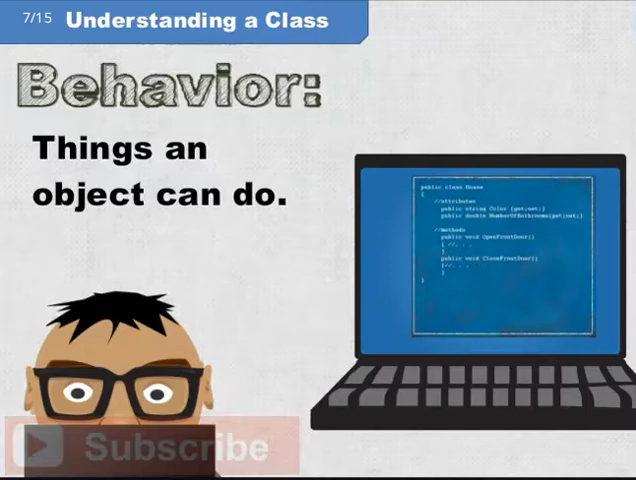 7/15 Understanding a Class
Behavior:
Things an
object can do.
public class House
{
//attributes
public string Color {get;set;}
public double NumberOfBathrooms{get;set;}
//methods
public void OpenFrontDoor()
{ //. . .
}
public void CloseFrontDoor()
{//. . .
}
}
Subscribe